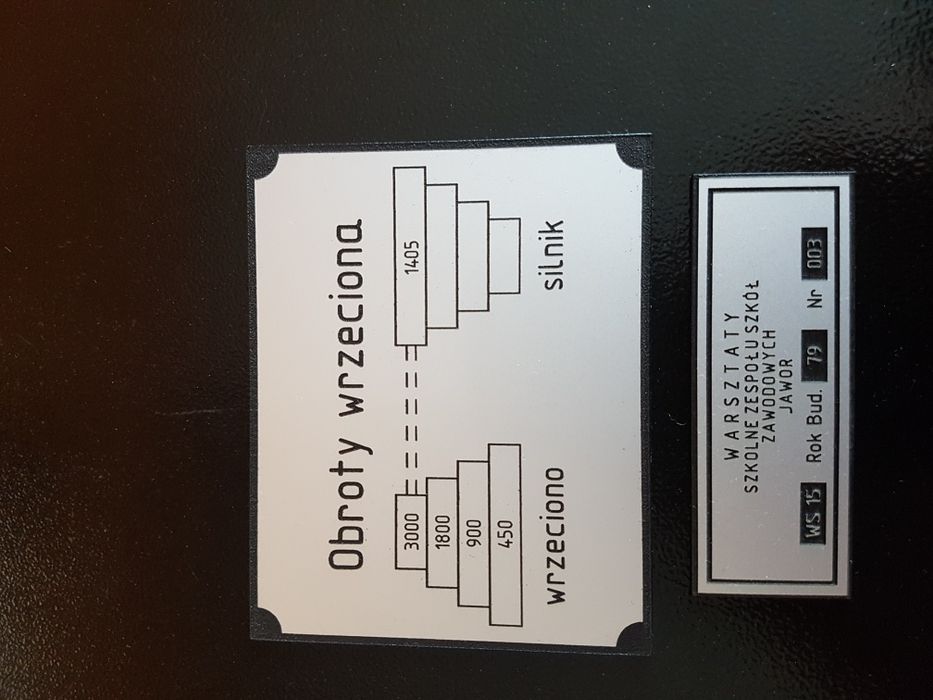 Obroty wrzeciona
3000
1800
900
450
1405
wrzeciono
silnik
WARSZTATY
SZKOLNE ZESPOŁU SZKÓŁ
ZAWODOWYCH
JAWOR
WS 15 Rok Bud. 79 Nr 003